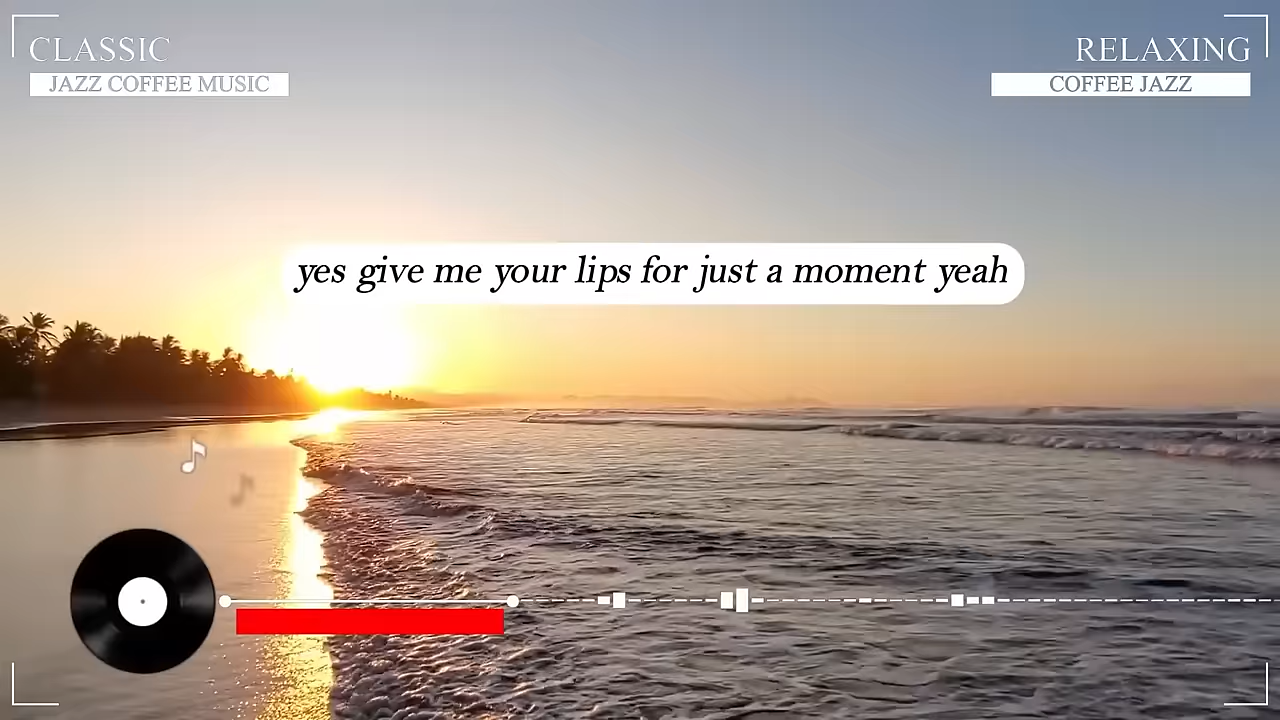 CLASSIC
JAZZ COFFEE MUSIC
RELAXING
COFFEE JAZZ
yes give me your lips for just a moment yeah